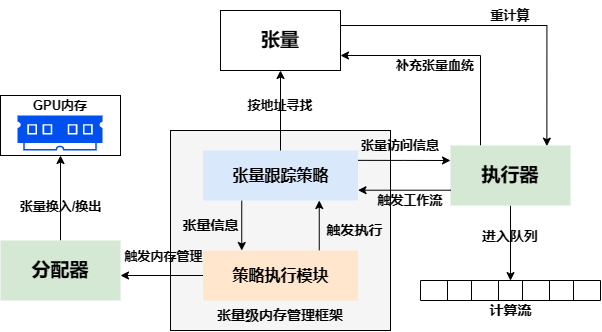 张量
重计算
补充张量血统
GPU内存
按地址寻找
张量跟踪策略
张量访问信息
执行器
触发工作流
张量换入/换出
张量信息
触发执行
进入队列
分配器
触发内存管理
策略执行模块
张量级内存管理框架
计算流